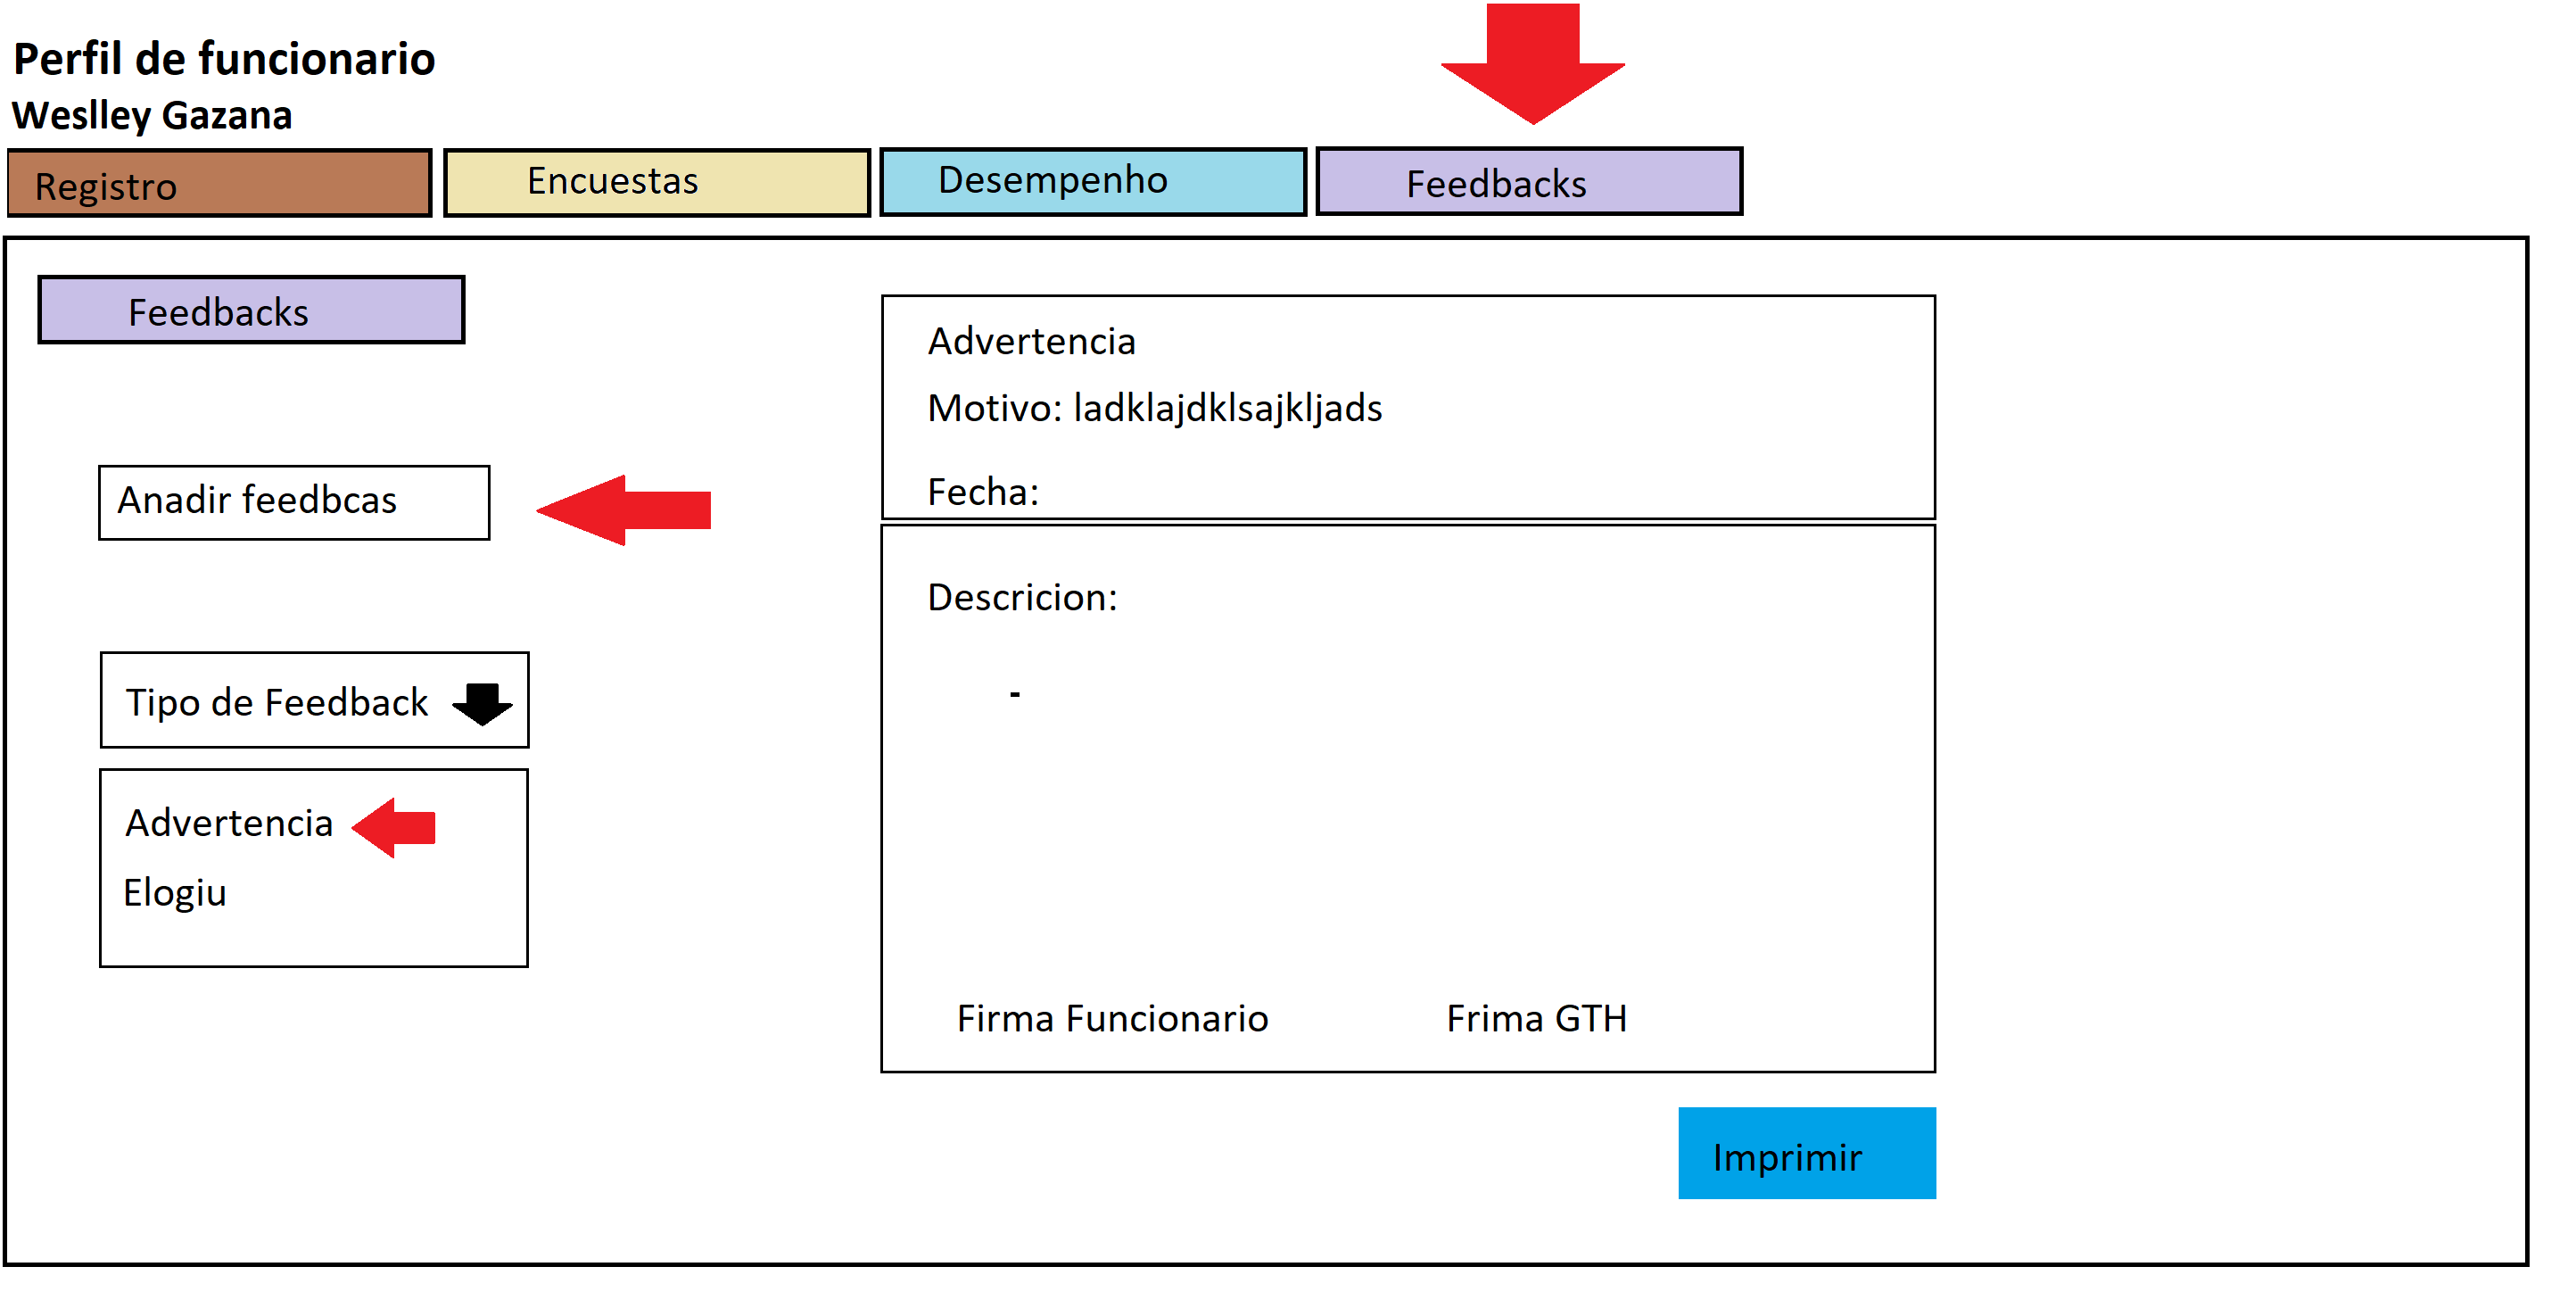 Perfil de funcionario
Weslley Gazana
Registro
Encuestas
Desempenho
Feedbacks
Feedbacks
Anadir feedbcas
Tipo de Feedback
Advertencia
Elogiu
Advertencia
Motivo: ladklajdklsajkljads
Fecha:
Descricion:
-
Firma Funcionario
Frima GTH
Imprimir